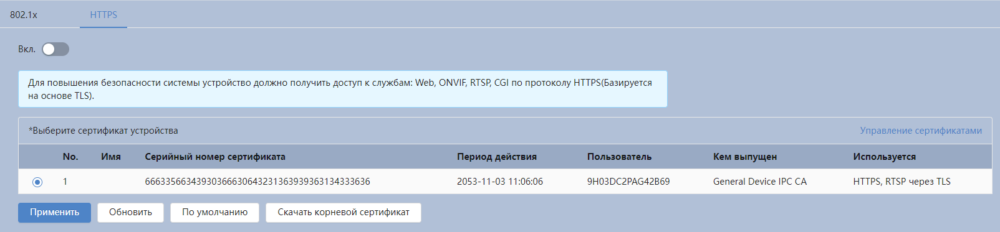 802.1x HTTPS
Вкл.
Для повышения безопасности системы устройство должно получить доступ к службам: Web, ONVIF, RTSP, CGI по протоколу HTTPS(Базируется
на основе TLS).
*Выберите сертификат устройства Управление сертификатами
No. Имя Серийный номер сертификата Период действия Пользователь Кем выпущен Используется
1 66633566343930366630643231363939363134333636 2053-11-03 11:06:06 9H03DC2PAG42B69 General Device IPC CA HTTPS, RTSP через TLS
Применить Обновить По умолчанию Скачать корневой сертификат